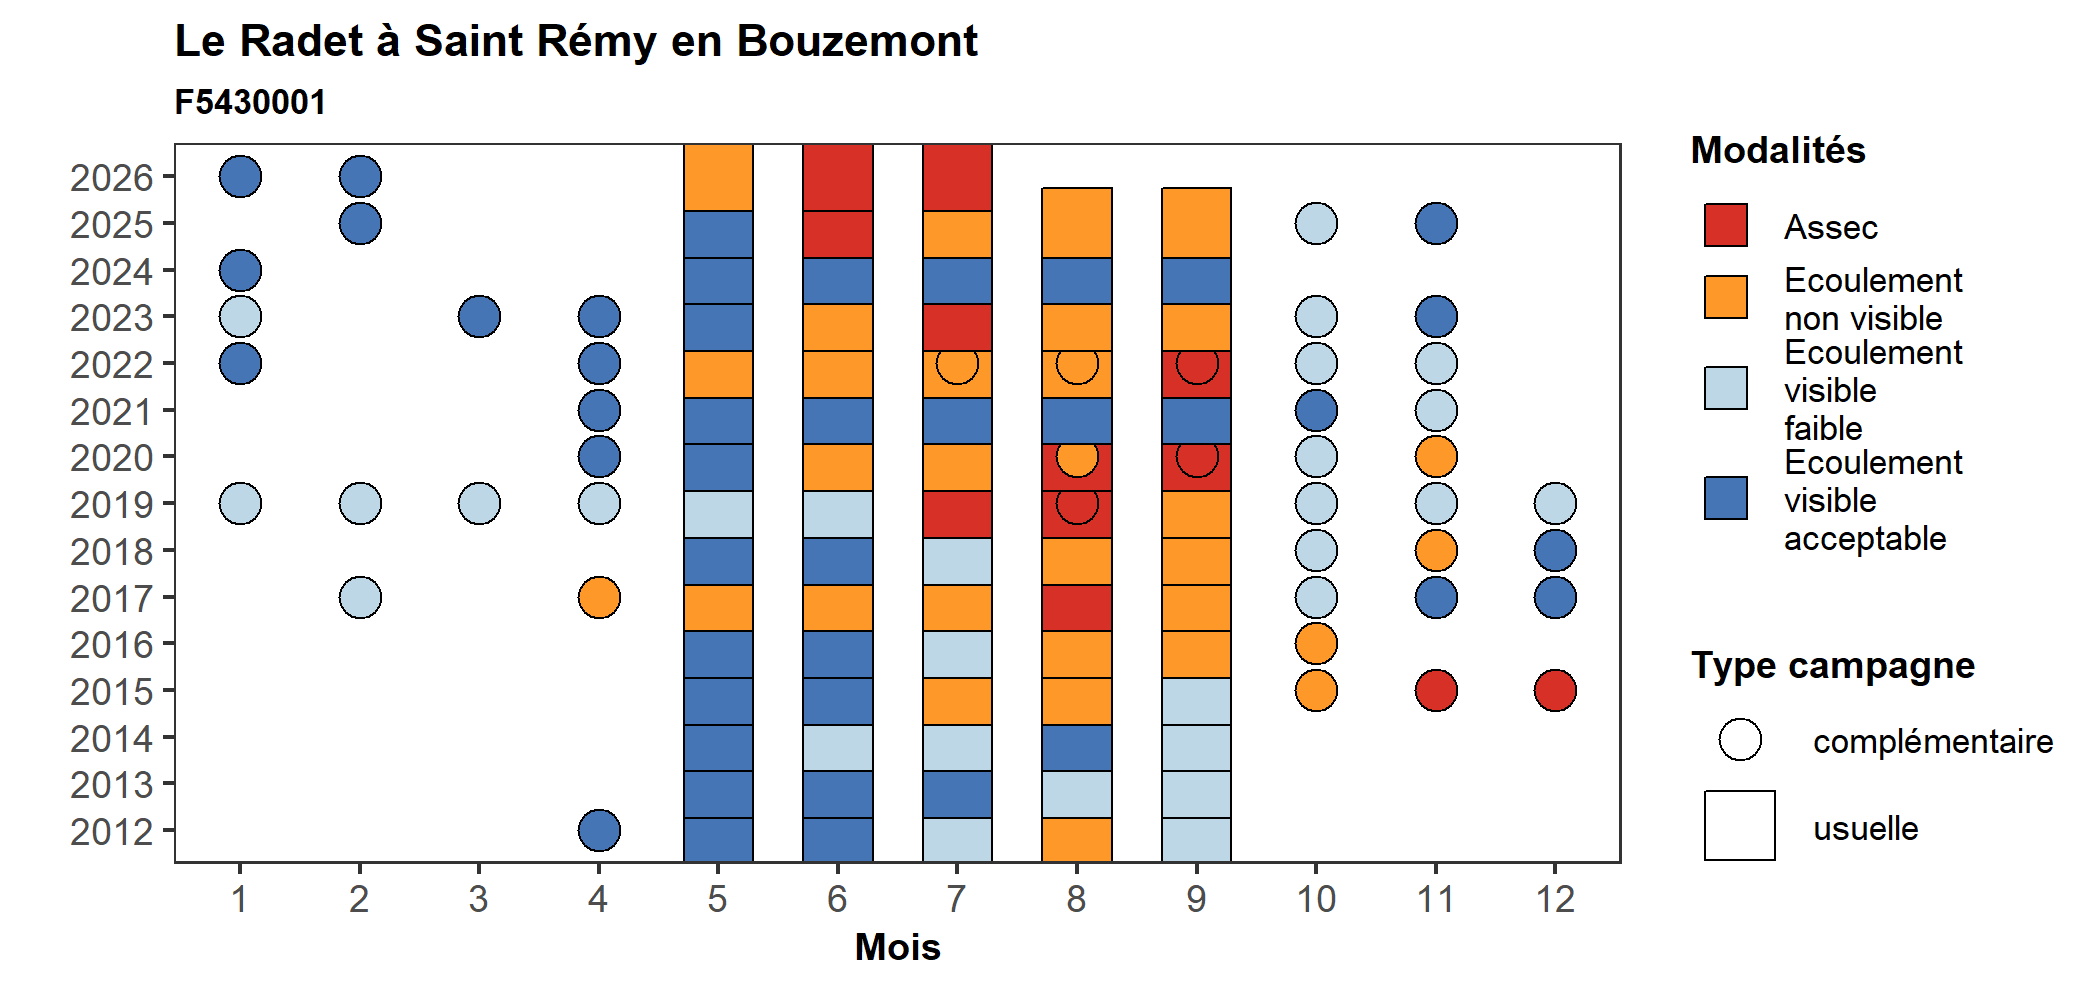 Le Radet à Saint Rémy en Bouzemont
F5430001
2026
2025
2024
2023
2022
2021
2020
2019
2018
2017
2016
2015
2014
2013
2012
1 2 3 4 5 6 7 8 9 10 11 12
Mois
Modalités
Assec
Ecoulement
non visible
Ecoulement
visible
faible
Ecoulement
visible
acceptable
Type campagne
complémentaire
usuelle